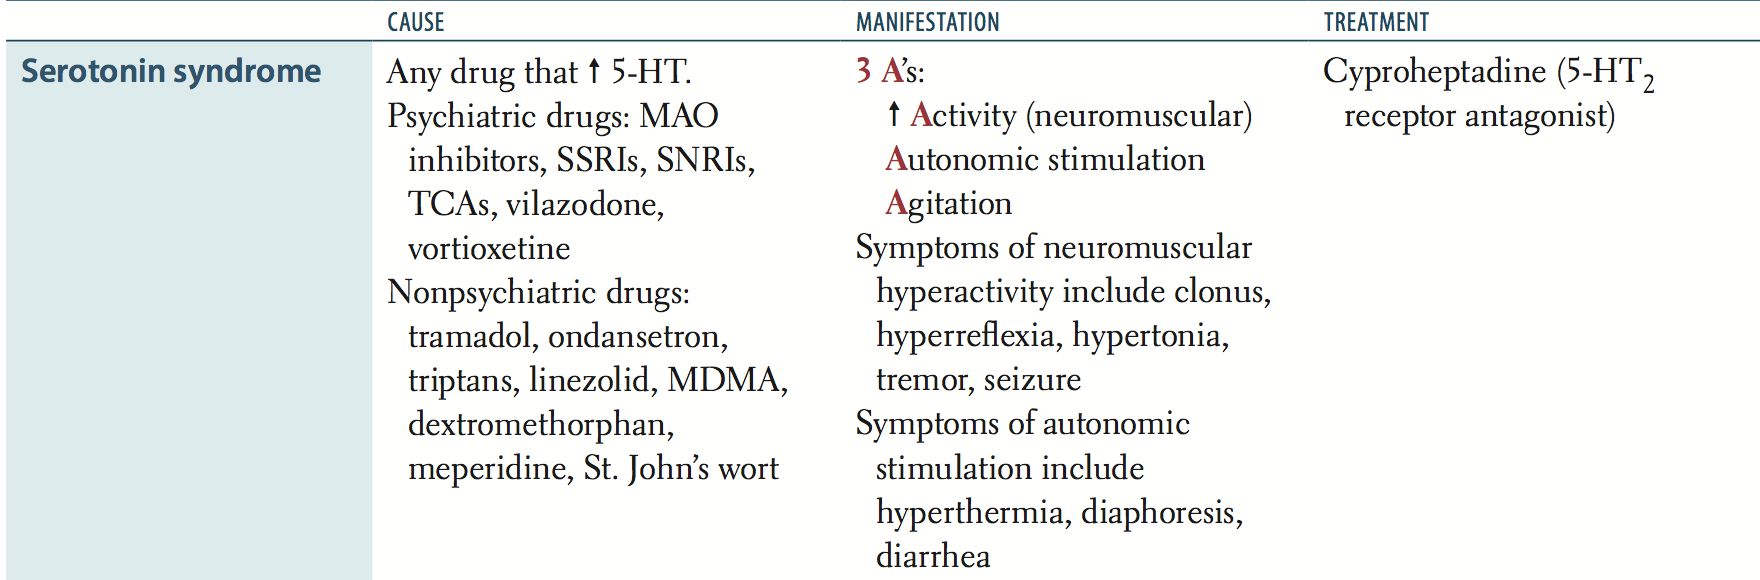 CAUSE MANIFESTATION TREATMENT
Serotonin syndrome
Any drug that ↑ 5-HT.
Psychiatric drugs: MAO
inhibitors, SSRIs, SNRIs,
TCAs, vilazodone,
vortioxetine
Nonpsychiatric drugs:
tramadol, ondansetron,
triptans, linezolid, MDMA,
dextromethorphan,
meperidine, St. John’s wort
3 A’s:
↑ Activity (neuromuscular)
Autonomic stimulation
Agitation
Symptoms of neuromuscular
hyperactivity include clonus,
hyperreflexia, hypertonia,
tremor, seizure
Symptoms of autonomic
stimulation include
hyperthermia, diaphoresis,
diarrhea
Cyproheptadine (5-HT₂
receptor antagonist)